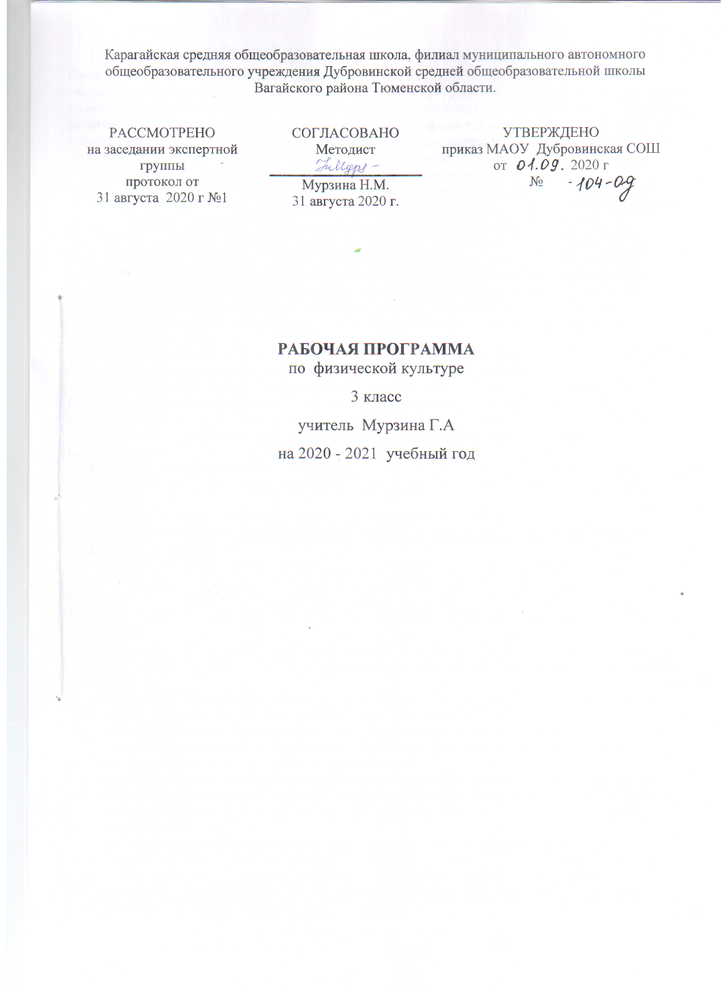 Карагайская средняя общеобразовательная школа, филиал муниципального автономного
общеобразовательного учреждения Дубровинской средней общеобразовательной школы
Вагайского района Тюменской области.
РАССМОТРЕНО
на заседании экспертной
группы
протокол от
31 августа 2020 г №1
СОГЛАСОВАНО
Методист
Мурзина Н.М.
31 августа 2020 г.
УТВЕРЖДЕНО
приказ МАОУ Дубровинская СОШ
от 01.09. 2020 г
№ -104-од
РАБОЧАЯ ПРОГРАММА
по физической культуре
3 класс
учитель Мурзина Г.А
на 2020 - 2021 учебный год